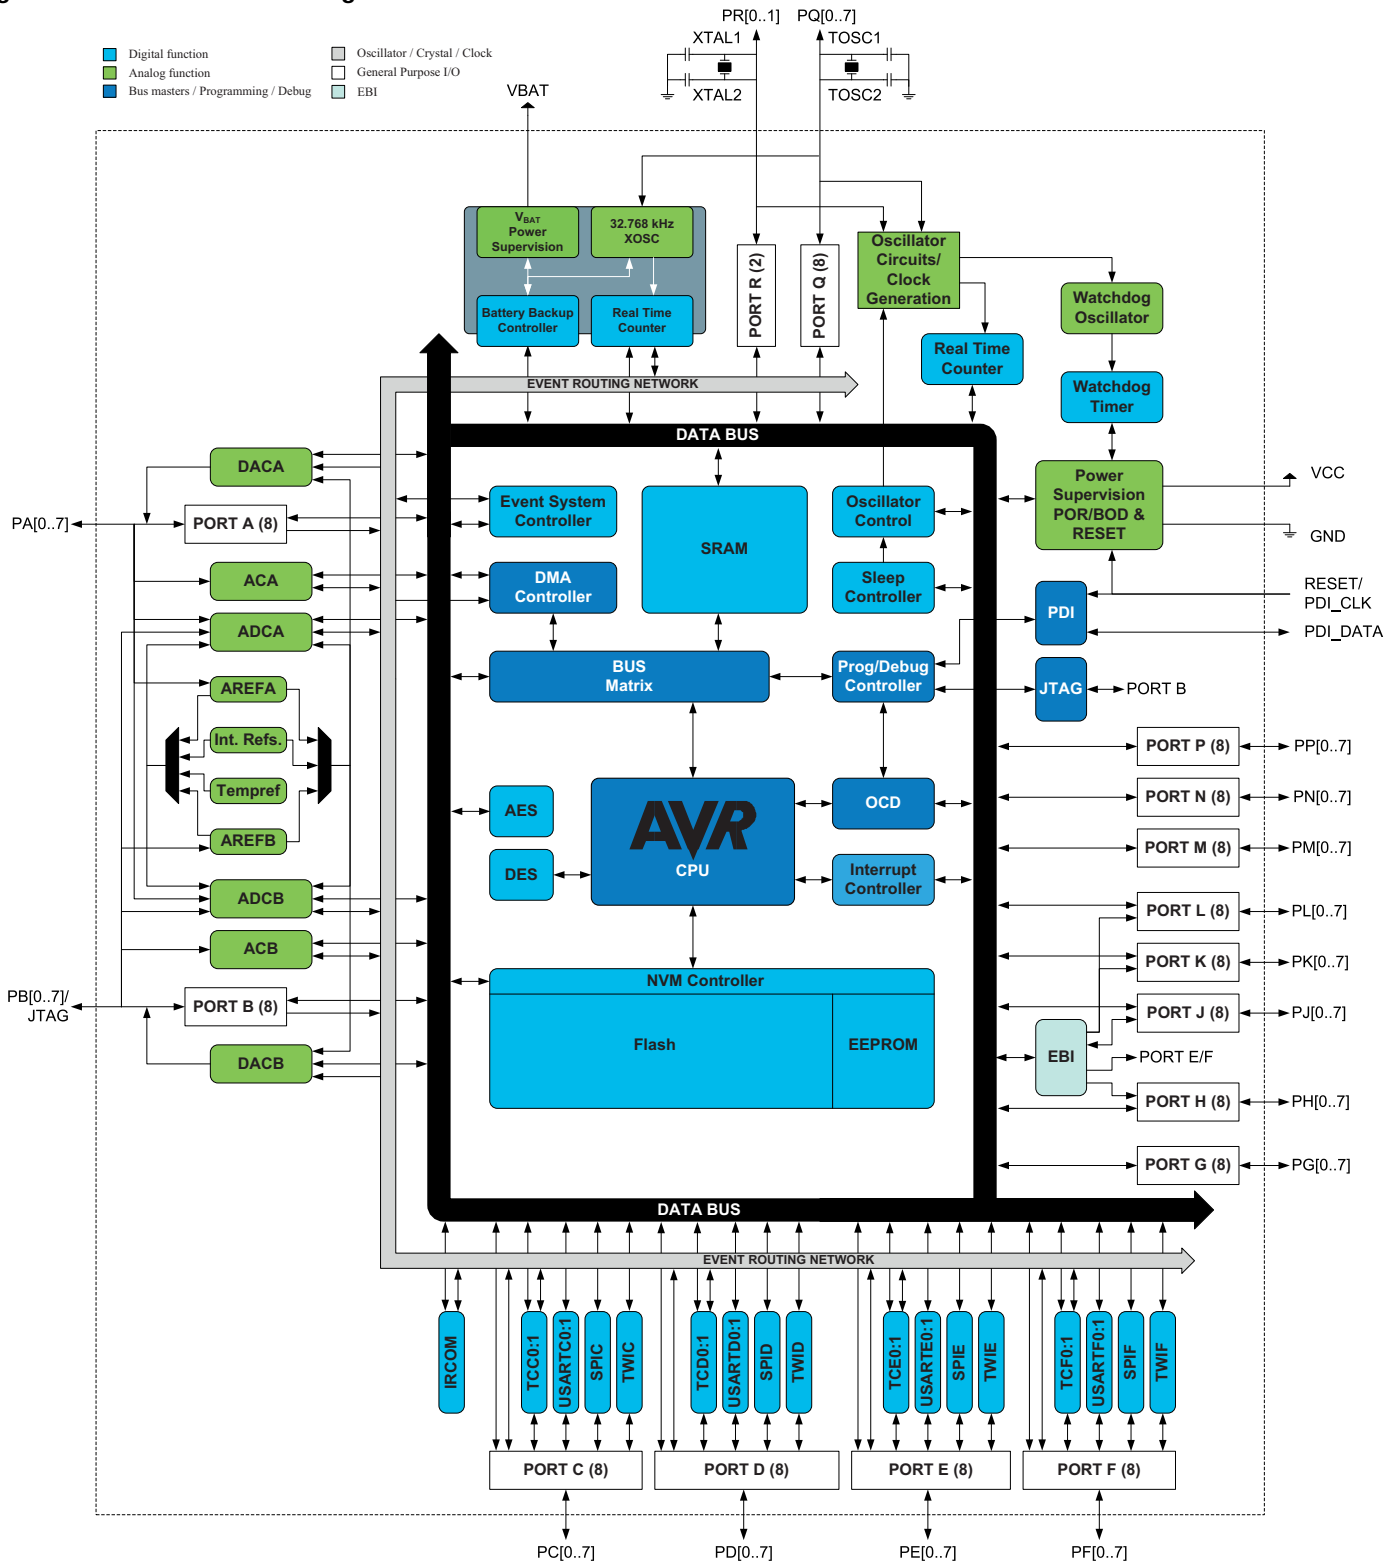 PR[0..1]
PQ[0..7]
XTAL1
TOSC1
XTAL2
TOSC2
Digital function
Analog function
Bus masters / Programming / Debug
Oscillator / Crystal / Clock
General Purpose I/O
EBI
VBAT
VBAT
Power
Supervision
32.768 kHz
XOSC
Battery Backup
Controller
Real Time
Counter
PORT R (2)
PORT Q (8)
Oscillator
Circuits/
Clock
Generation
Watchdog
Oscillator
Real Time
Counter
Watchdog
Timer
EVENT ROUTING NETWORK
DATA BUS
Power
Supervision
POR/BOD &
RESET
VCC
GND
RESET/
PDI_CLK
PDI_DATA
PDI
JTAG
PORT B
DACA
PA[0..7]
PORT A (8)
ACA
ADCA
AREFA
Int. Refs.
Tempref
AREFB
ADCB
ACB
PB[0..7]/
JTAG
PORT B (8)
DACB
Event System
Controller
DMA
Controller
SRAM
Oscillator
Control
Sleep
Controller
BUS
Matrix
Prog/Debug
Controller
AES
DES
AVR
CPU
OCD
Interrupt
Controller
NVM Controller
Flash
EEPROM
PORT P (8)
PP[0..7]
PORT N (8)
PN[0..7]
PORT M (8)
PM[0..7]
PORT L (8)
PL[0..7]
PORT K (8)
PK[0..7]
PORT J (8)
PJ[0..7]
EBI
PORT E/F
PORT H (8)
PH[0..7]
PORT G (8)
PG[0..7]
DATA BUS
EVENT ROUTING NETWORK
IRCOM
TCC0:1
USARTC0:1
SPIC
TWIC
TCD0:1
USARTD0:1
SPID
TWID
TCE0:1
USARTE0:1
SPIE
TWIE
TCF0:1
USARTF0:1
SPIF
TWIF
PORT C (8)
PORT D (8)
PORT E (8)
PORT F (8)
PC[0..7]
PD[0..7]
PE[0..7]
PF[0..7]